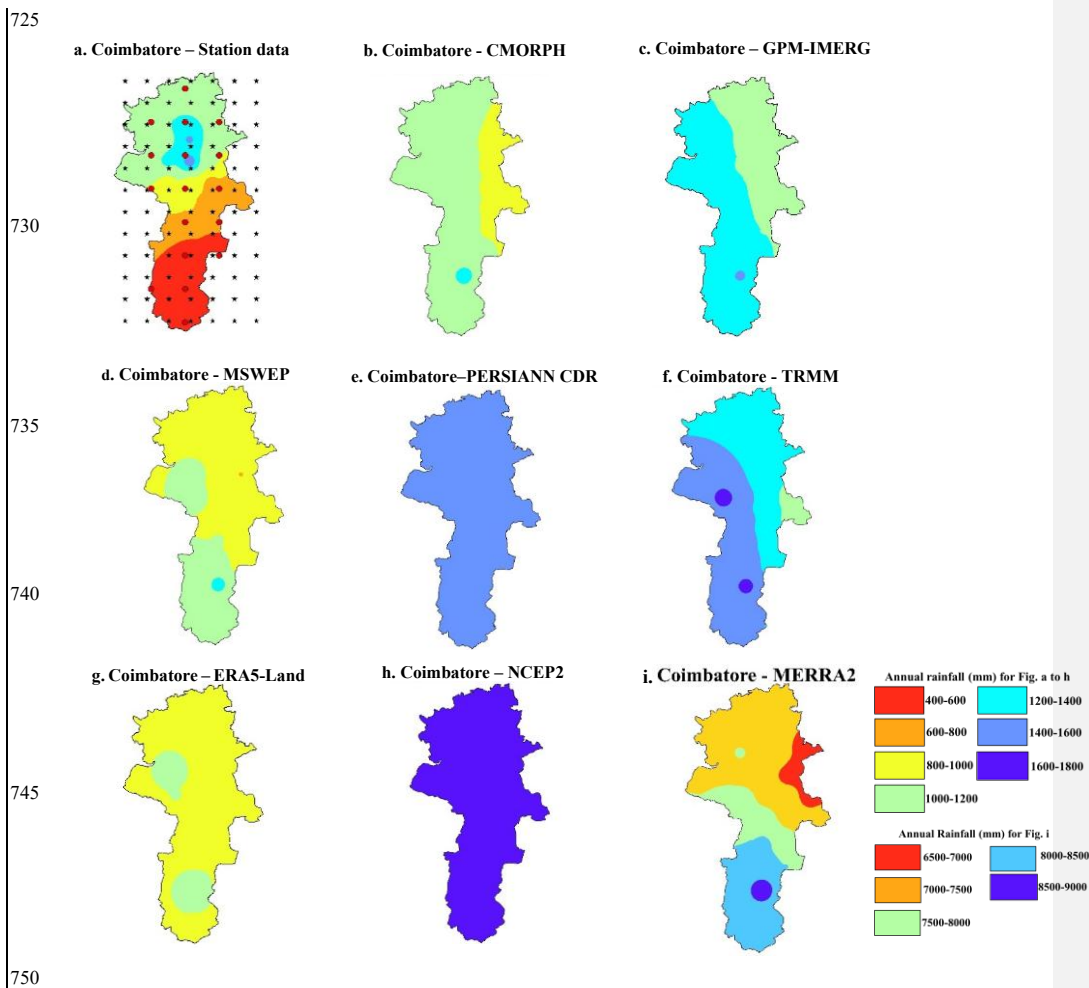 725
a. Coimbatore – Station data
b. Coimbatore - CMORPH
c. Coimbatore – GPM-IMERG
730
d. Coimbatore - MSWEP
e. Coimbatore–PERSIANN CDR
f. Coimbatore - TRMM
735
740
g. Coimbatore – ERA5-Land
h. Coimbatore – NCEP2
i. Coimbatore - MERRA2
Annual rainfall (mm) for Fig. a to h
400-600
1200-1400
600-800
1400-1600
800-1000
1600-1800
1000-1200
745
Annual Rainfall (mm) for Fig. i
6500-7000
8000-8500
7000-7500
8500-9000
7500-8000
750